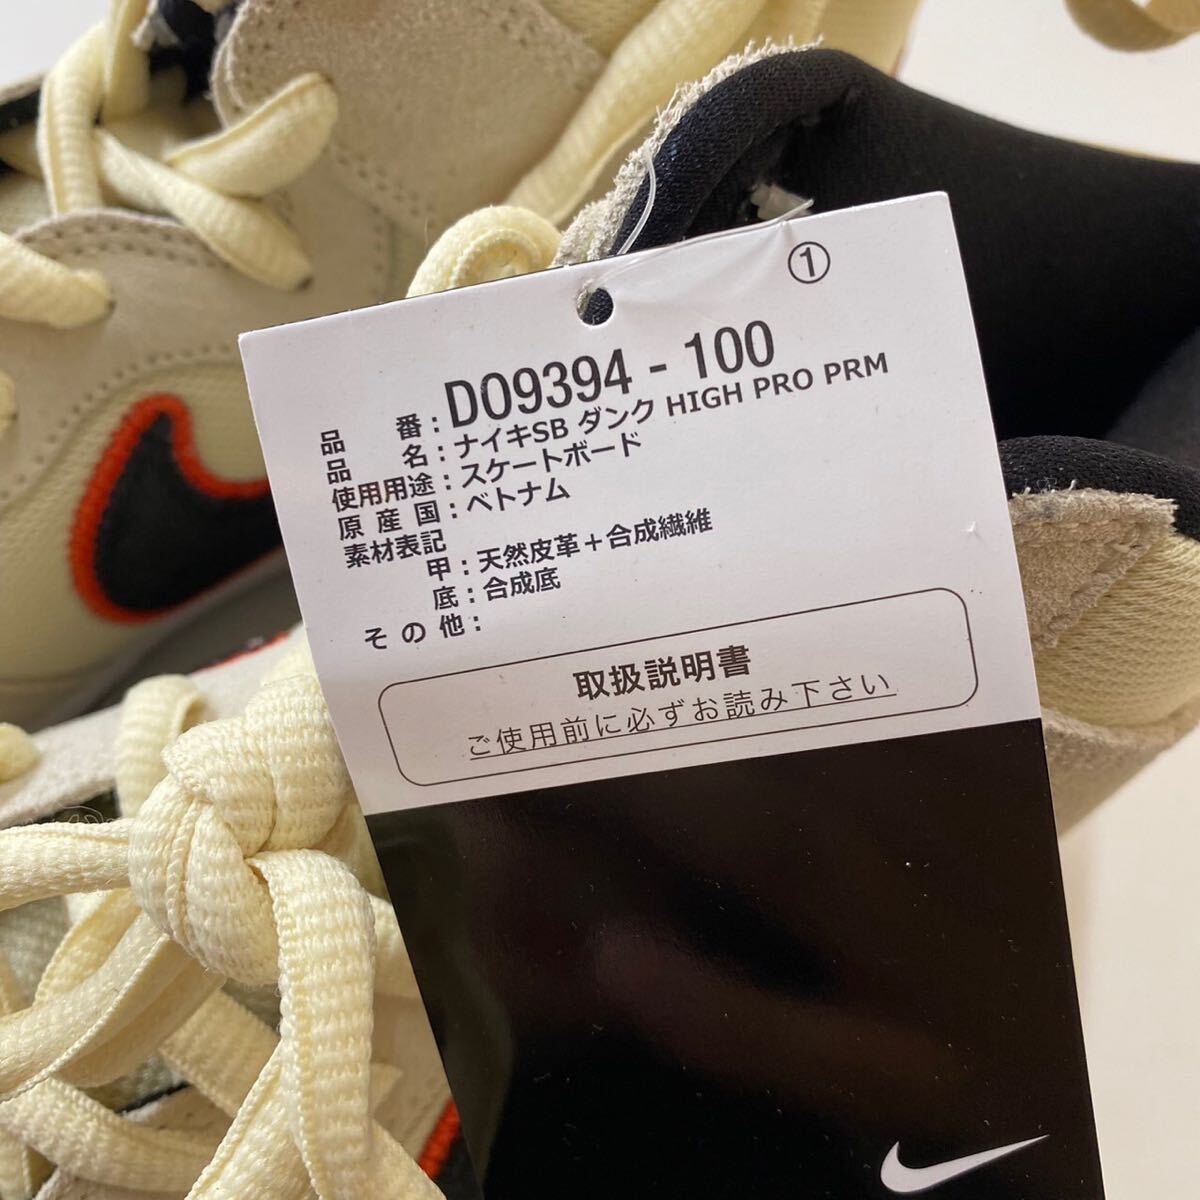 ①
品番：DO9394-100
品名：ナイキSB ダンク HIGH PRO PRM
使用用途：スケートボード
原産国：ベトナム
素材表記
甲：天然皮革＋合成繊維
底：合成底
その他：
取扱説明書
ご使用前に必ずお読み下さい